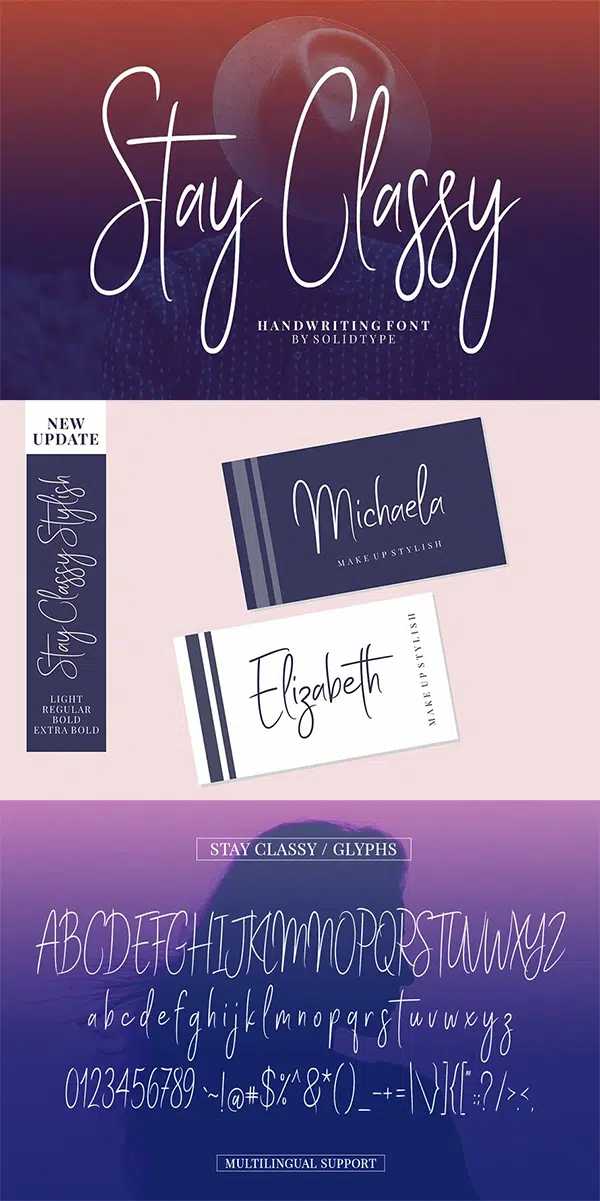 Stay Classy
HANDWRITING FONT
BY SOLIDTYPE
NEW
UPDATE
Stay Classy Stylish
LIGHT
REGULAR
BOLD
EXTRA BOLD
Michaela
MAKE UP STYLISH
Elizabeth
MAKE UP STYLISH
STAY CLASSY / GLYPHS
ABCDEFGHIJKLMNOPQRSTUVWXYZ
abcdefghijklmnopqrstuvwxyz
0123456789 `~!@#$%^&*()_-+=|\}{["':;?/>.<,
MULTILINGUAL SUPPORT